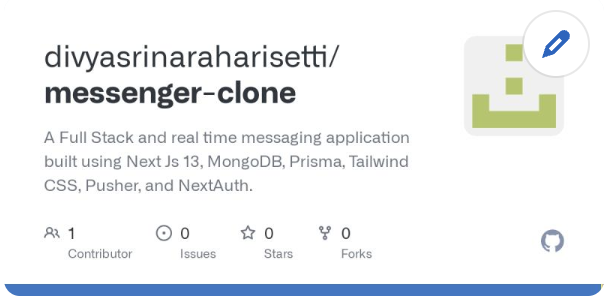 divyasrinaraharisetti/
messenger-clone
A Full Stack and real time messaging application
built using Next Js 13, MongoDB, Prisma, Tailwind
CSS, Pusher, and NextAuth.
1
Contributor
0
Issues
0
Stars
0
Forks